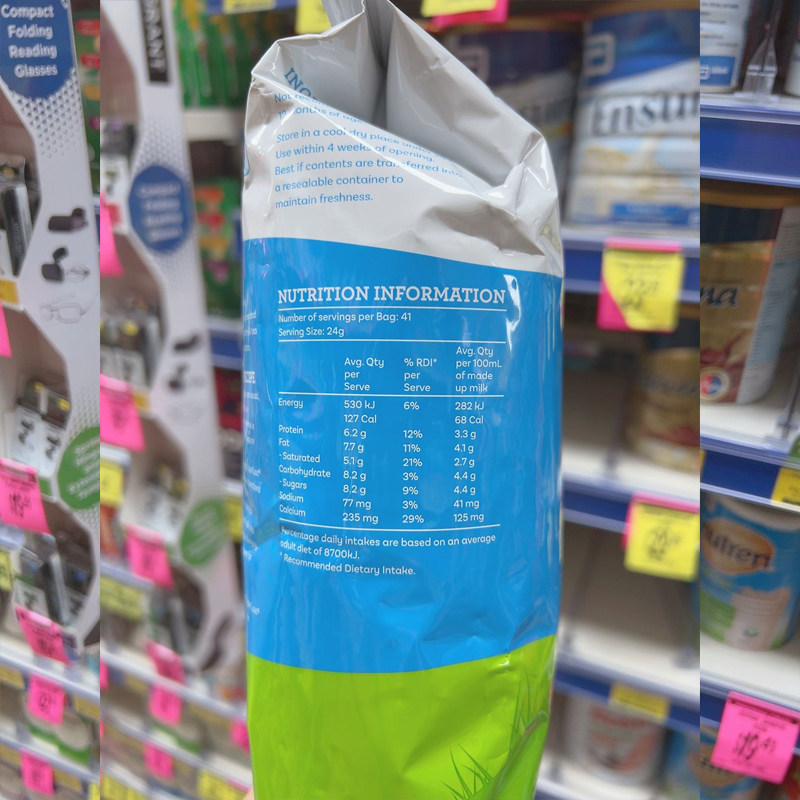 Compact
Folding
Reading
Glasses
Store in a cool dry place
Use within 4 weeks of opening.
Best if contents are transferred into
a resealable container to
maintain freshness.
NUTRITION INFORMATION
Number of servings per Bag: 41
Serving Size: 24g
Avg. Qty per Serve % RDI* per Serve Avg. Qty per 100mL of made up milk
Energy 530 kJ 6% 282 kJ
127 Cal 68 Cal
Protein 6.2 g 12% 3.3 g
Fat 7.7 g 11% 4.1 g
- Saturated 5.1 g 21% 2.7 g
Carbohydrate 8.2 g 3% 4.4 g
- Sugars 8.2 g 9% 4.4 g
Sodium 77 mg 3% 41 mg
Calcium 235 mg 29% 125 mg
Percentage daily intakes are based on an average
adult diet of 8700kJ.
* Recommended Dietary Intake.